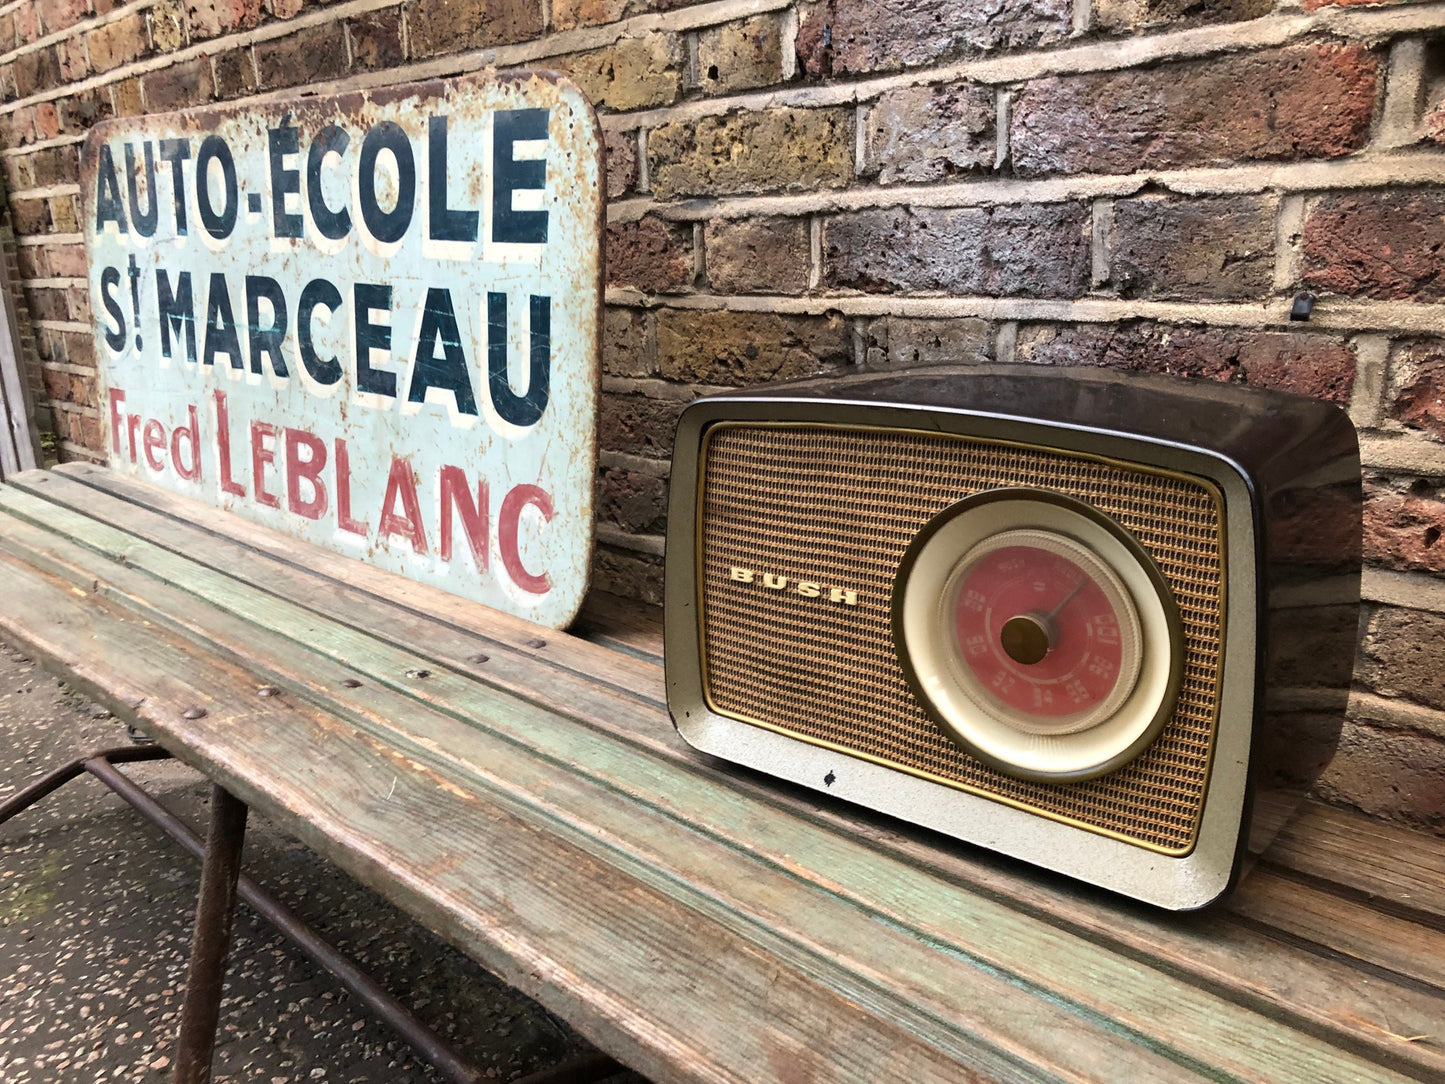 AUTO-ÉCOLE
St MARCEAU
Fred LEBLANC
BUSH